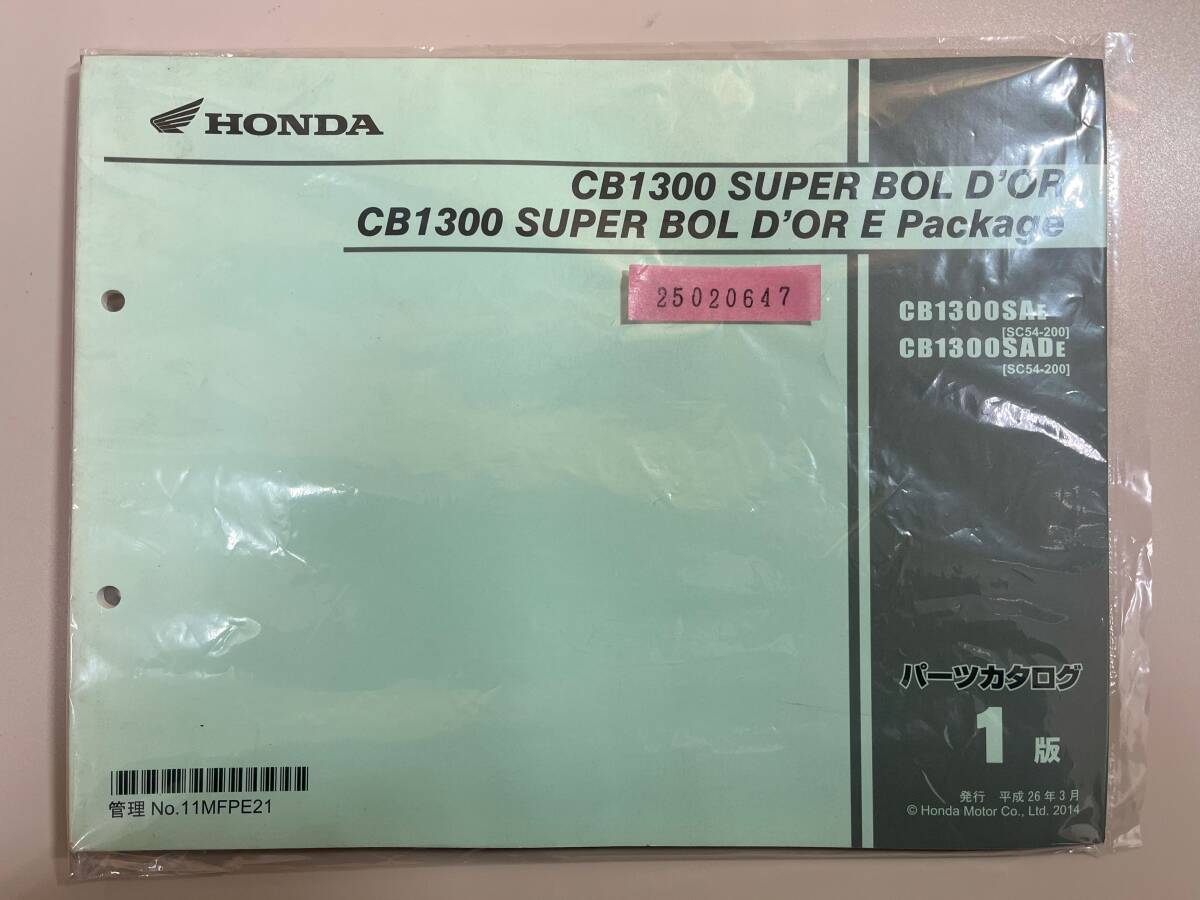 HONDA
CB1300 SUPER BOL D'OR
CB1300 SUPER BOL D'OR E Package
25020647
CB1300SAE
[SC54-200]
CB1300SADE
[SC54-200]
パーツカタログ
1版
発行 平成26年3月
© Honda Motor Co., Ltd. 2014
管理 No.11MFPE21